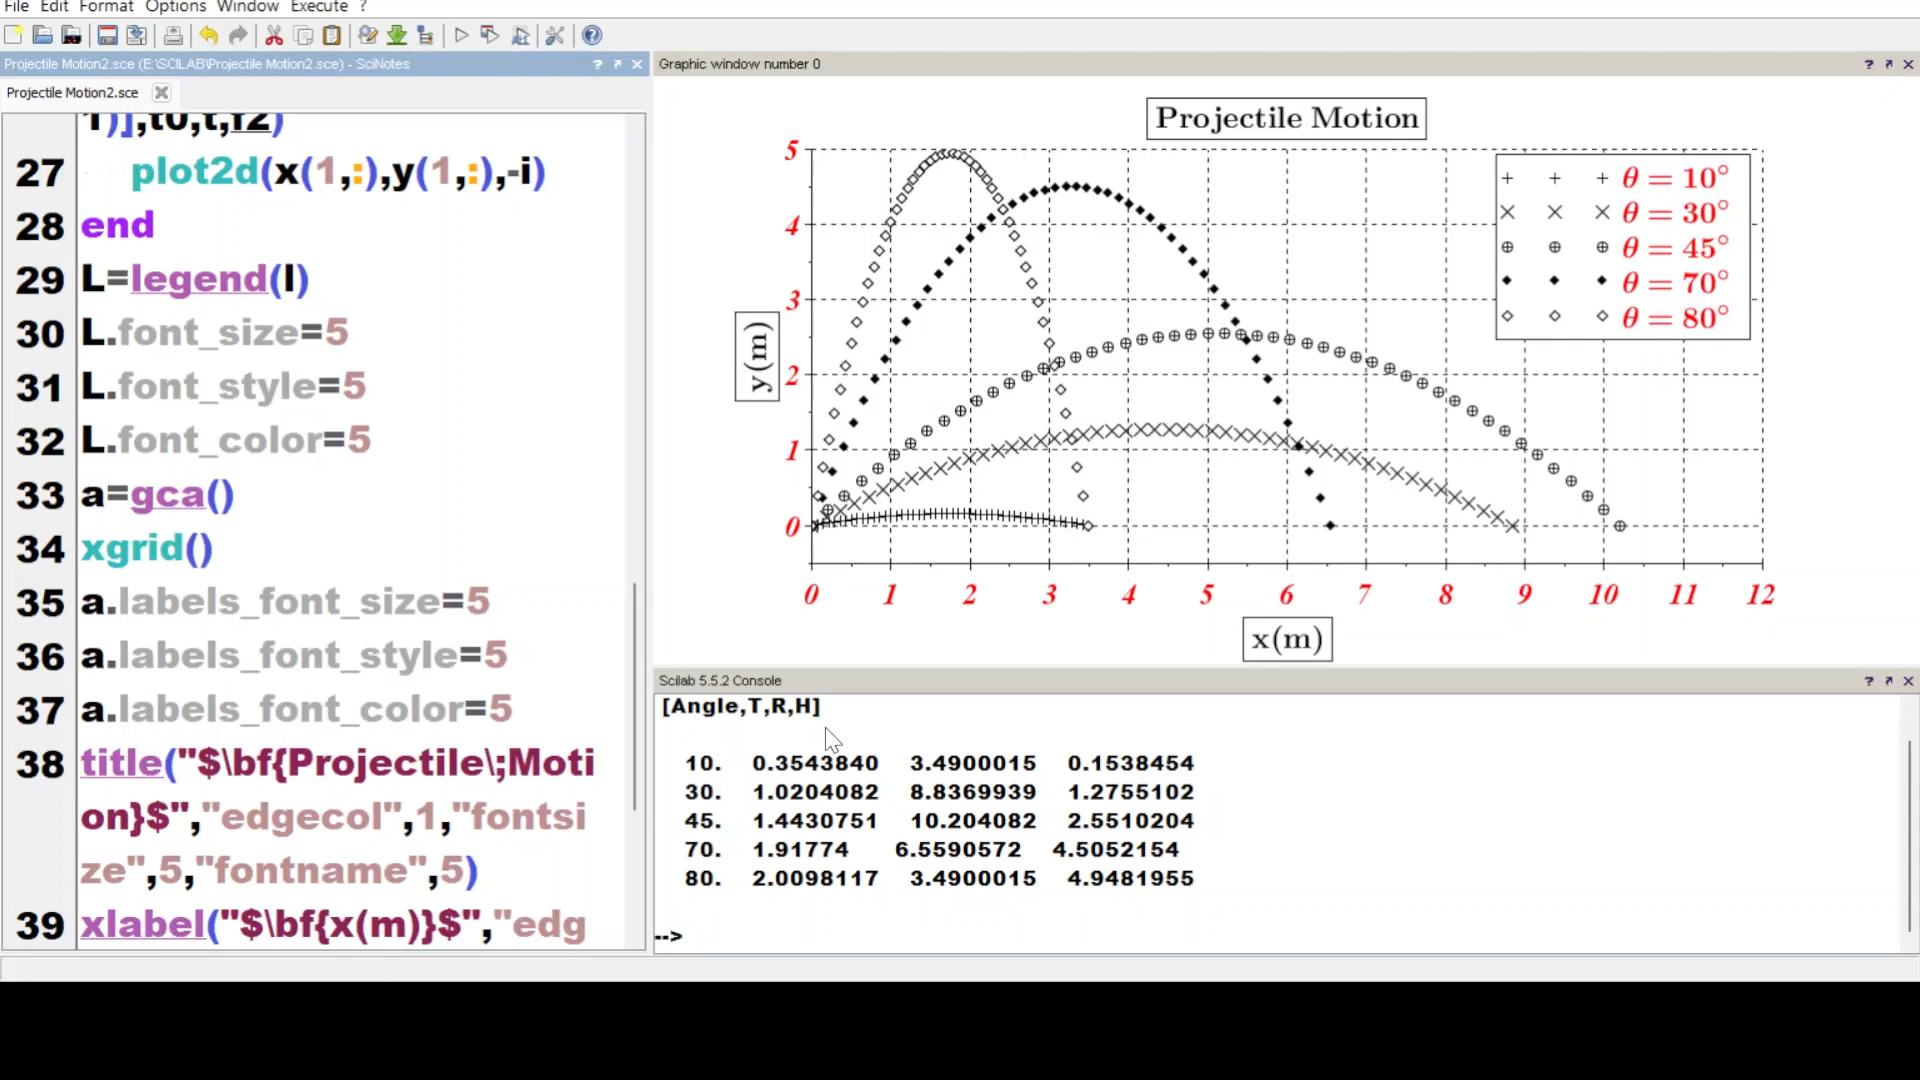 File Edit Format Options Window Execute ?
Projectile Motion2.sce (E:\SCILAB\Projectile Motion2.sce) - SciNotes
Projectile Motion2.sce
1)],t0,t,f2)
27 plot2d(x(1,:),y(1,:),-i)
28 end
29 L=legend(l)
30 L.font_size=5
31 L.font_style=5
32 L.font_color=5
33 a=gca()
34 xgrid()
35 a.labels_font_size=5
36 a.labels_font_style=5
37 a.labels_font_color=5
38 title("$\bf{Projectile\;Moti
on}$","edgecol",1,"fontsi
ze",5,"fontname",5)
39 xlabel("$\bf{x(m)}$","edg
Graphic window number 0
Projectile Motion
5
4
3
2
1
0
y(m)
θ = 10°
θ = 30°
θ = 45°
θ = 70°
θ = 80°
0 1 2 3 4 5 6 7 8 9 10 11 12
x(m)
Scilab 5.5.2 Console
[Angle,T,R,H]
10. 0.3543840 3.4900015 0.1538454
30. 1.0204082 8.8369939 1.2755102
45. 1.4430751 10.204082 2.5510204
70. 1.91774 6.5590572 4.5052154
80. 2.0098117 3.4900015 4.9481955
-->